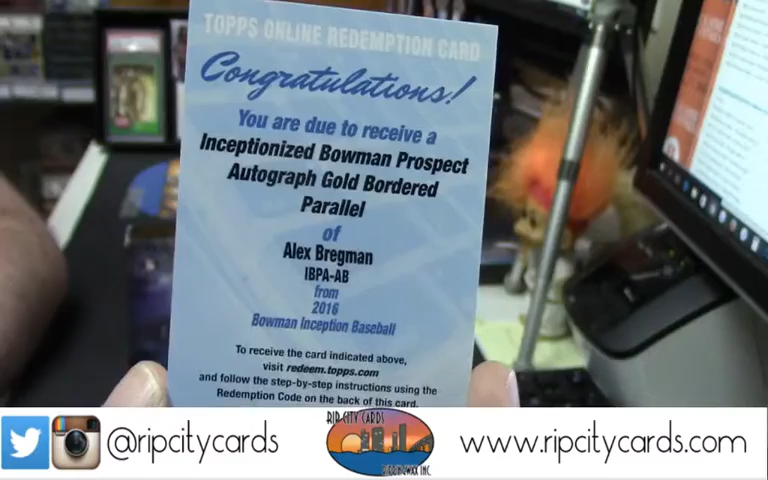 TOPPS ONLINE REDEMPTION CARD
Congratulations!
You are due to receive a
Inceptionized Bowman Prospect
Autograph Gold Bordered
Parallel
of
Alex Bregman
IBPA-AB
from
2016
Bowman Inception Baseball
To receive the card indicated above,
visit redeem.topps.com
and follow the step-by-step instructions using the
Redemption Code on the back of this card.
@ripcitycards
RIP CITY CARDS
RIPPINGWAX INC.
www.ripcitycards.com